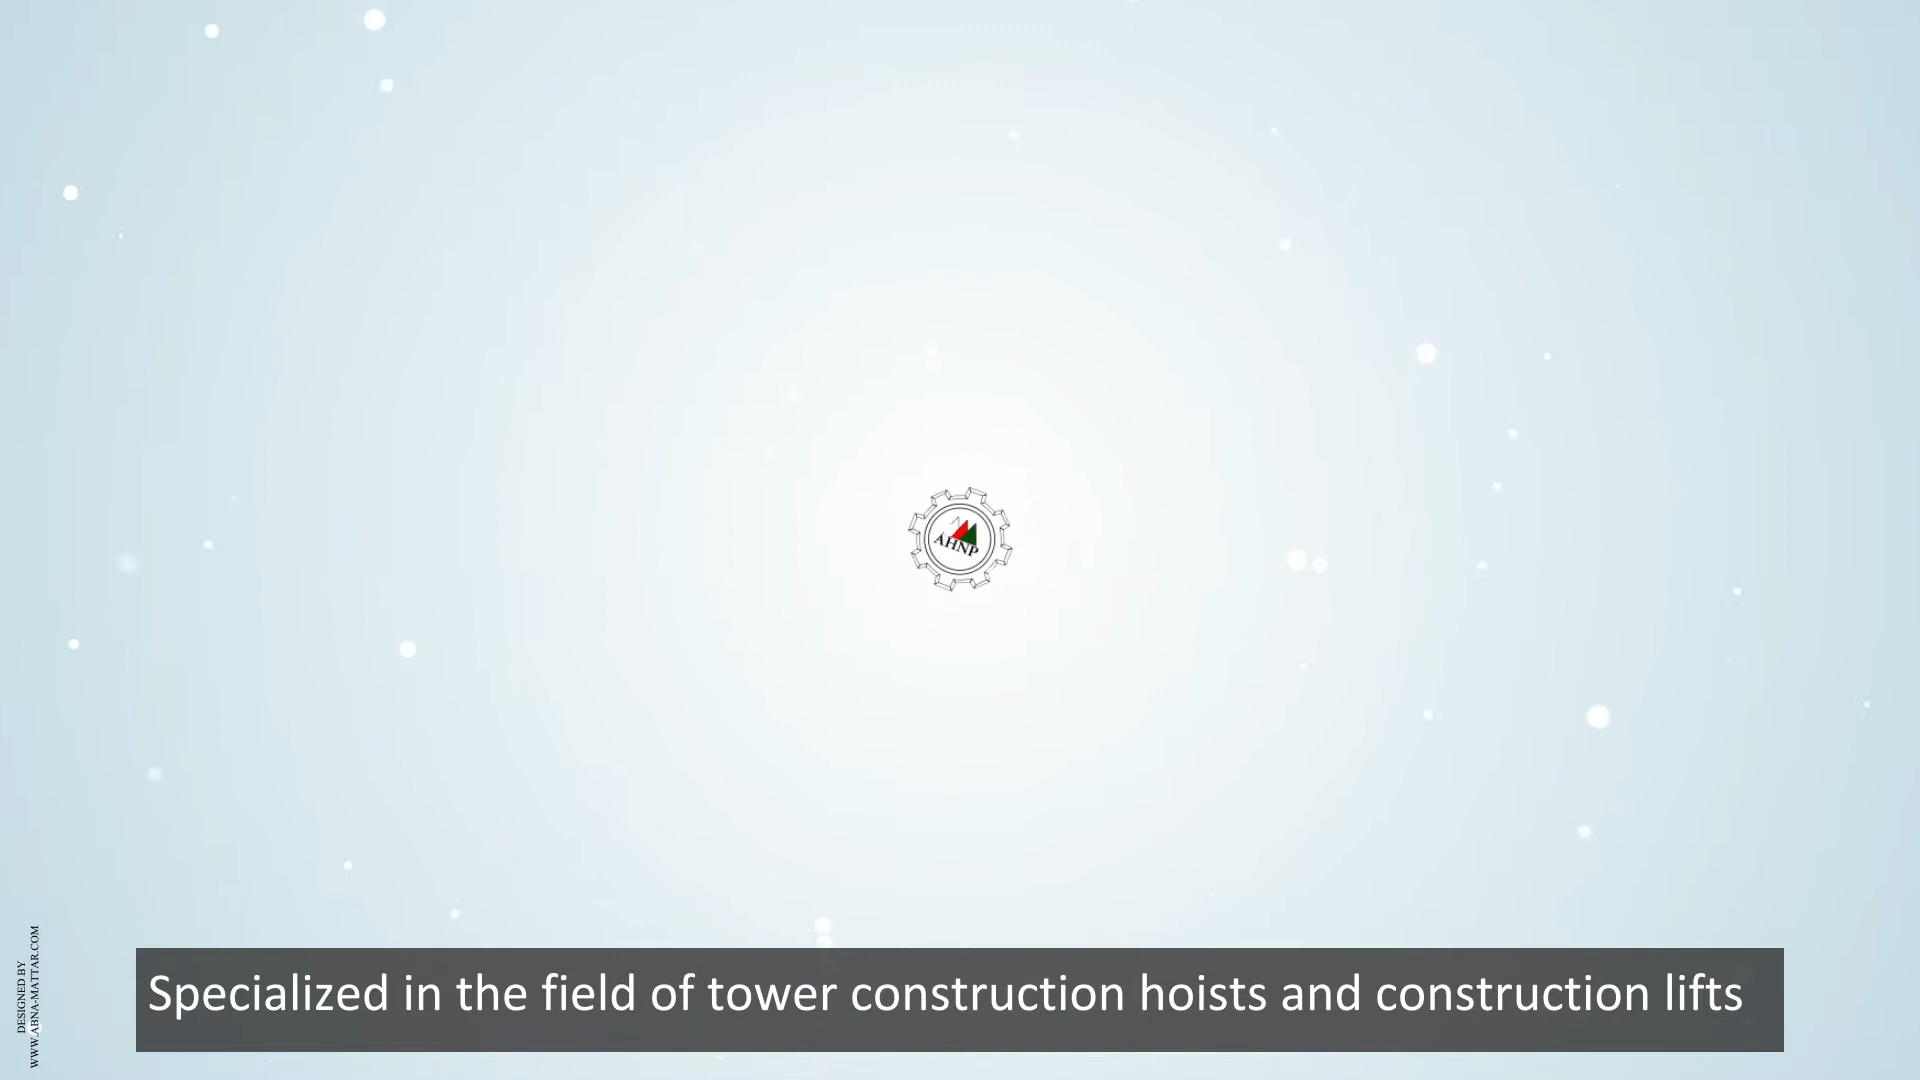 AHNP
Specialized in the field of tower construction hoists and construction lifts
DESIGNED BY
WWW.ABNA-MATTAR.COM